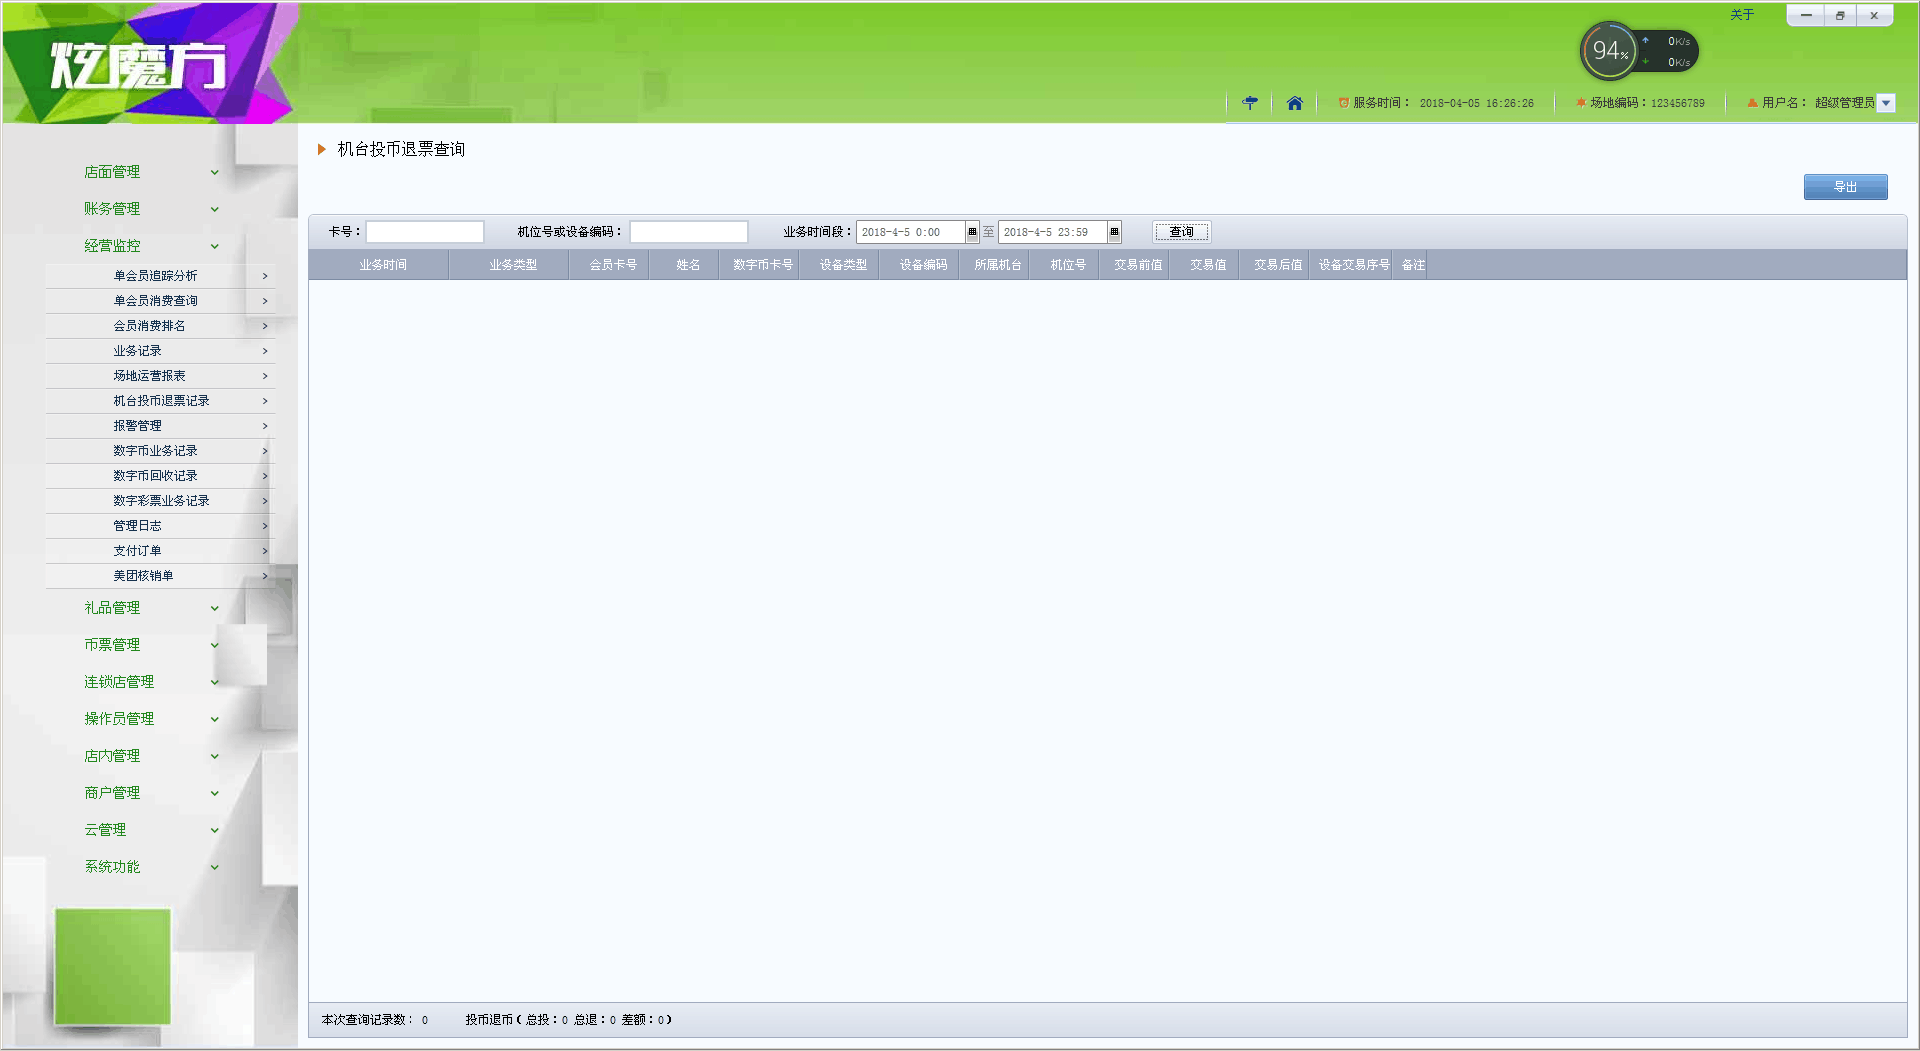 炫魔方
关于
94%
0K/s
0K/s
服务时间： 2018-04-05 16:26:26
场地编码：123456789
用户名： 超级管理员
店面管理
账务管理
经营监控
单会员追踪分析
单会员消费查询
会员消费排名
业务记录
场地运营报表
机台投币退票记录
报警管理
数字币业务记录
数字币回收记录
数字彩票业务记录
管理日志
支付订单
美团核销单
礼品管理
币票管理
连锁店管理
操作员管理
店内管理
商户管理
云管理
系统功能
机台投币退票查询
导出
卡号： 机位号或设备编码： 业务时间段： 2018-4-5 0:00 至 2018-4-5 23:59 查询
业务时间 业务类型 会员卡号 姓名 数字币卡号 设备类型 设备编码 所属机台 机位号 交易前值 交易值 交易后值 设备交易序号 备注
本次查询记录数： 0 投币退币(总投：0 总退：0 差额：0)